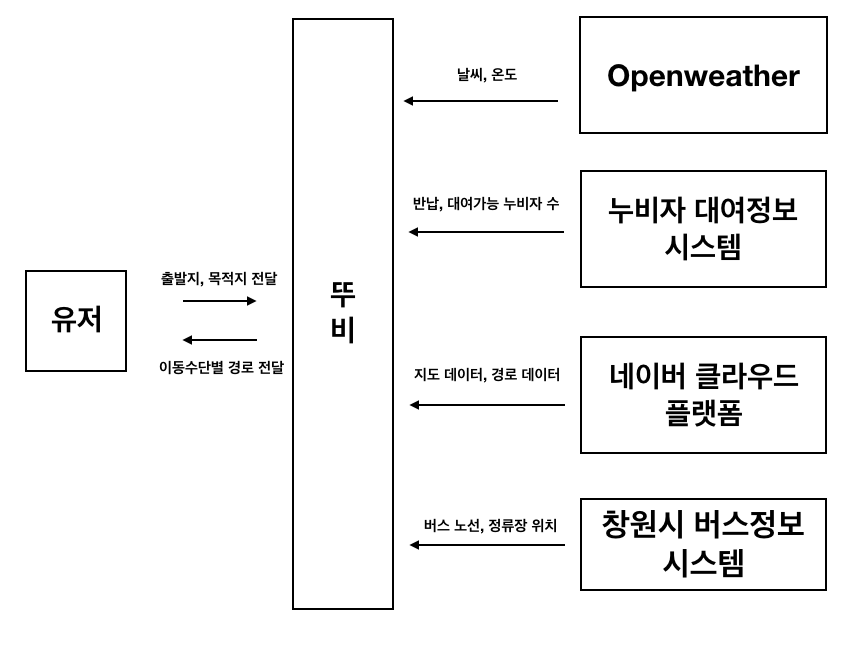 날씨, 온도
Openweather
반납, 대여가능 누비자 수
누비자 대여정보
시스템
출발지, 목적지 전달
유저
이동수단별 경로 전달
뚜
비
지도 데이터, 경로 데이터
네이버 클라우드
플랫폼
버스 노선, 정류장 위치
창원시 버스정보
시스템